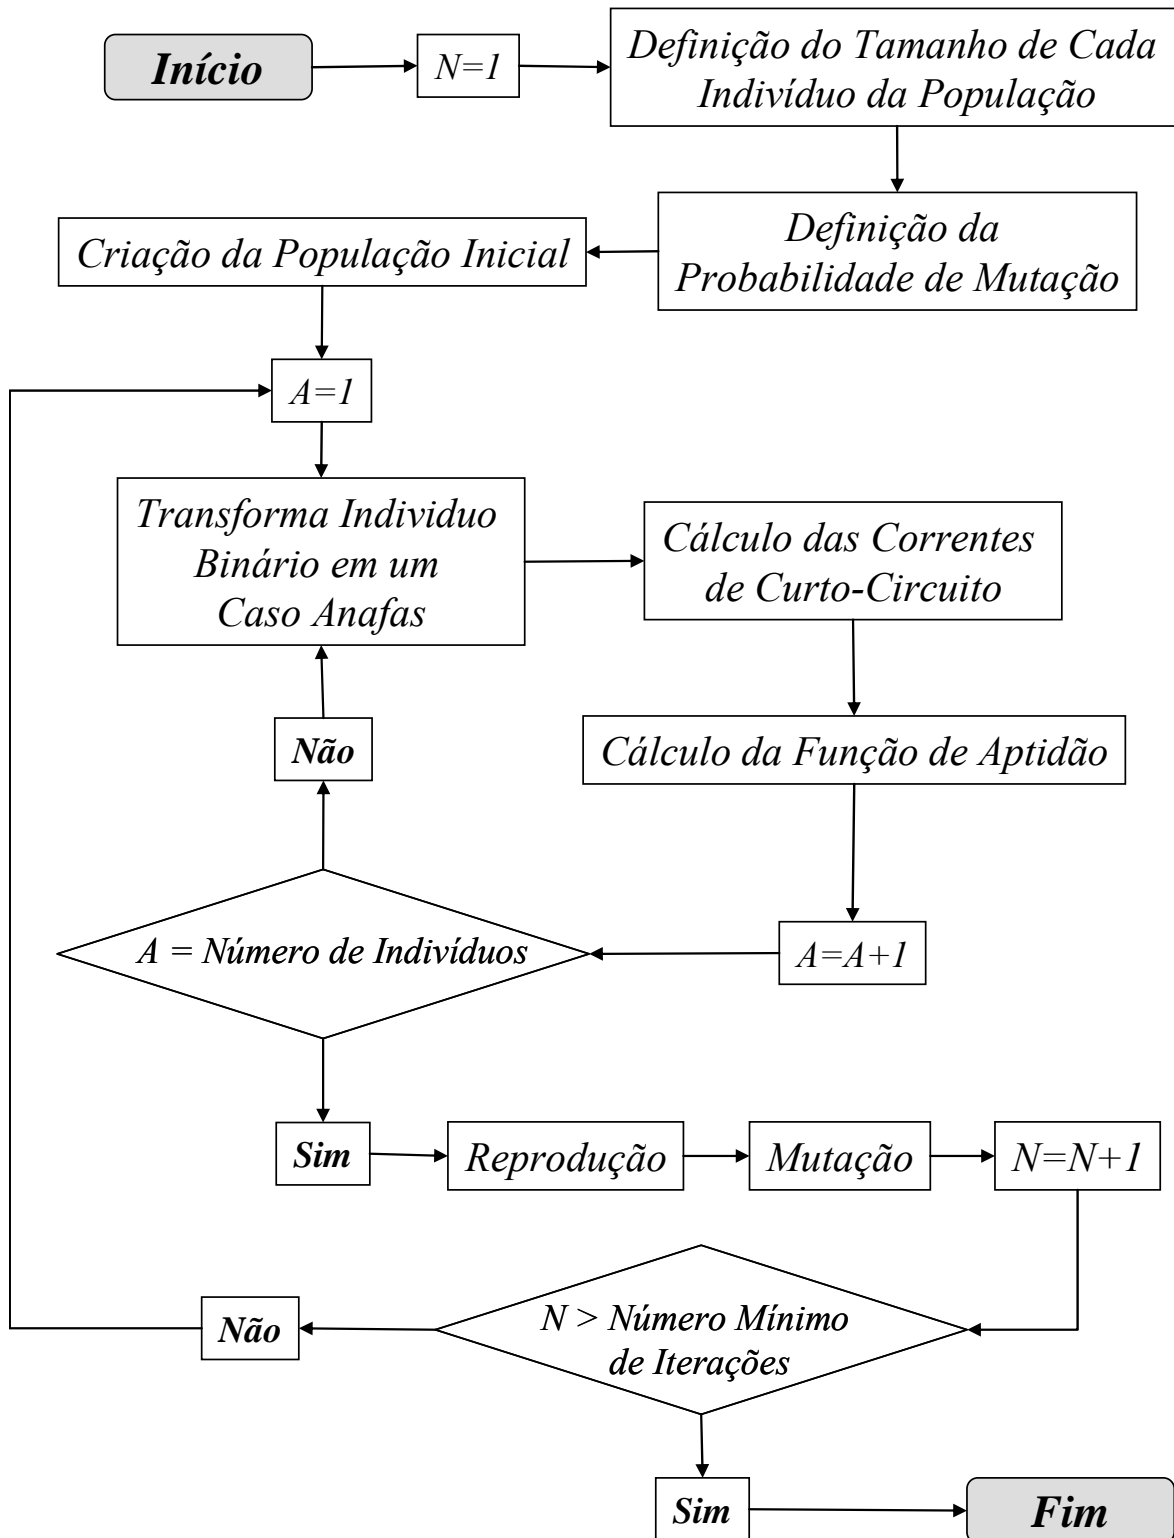 Início
N=1
Definição do Tamanho de Cada
Indivíduo da População
Definição da
Probabilidade de Mutação
Criação da População Inicial
A=1
Transforma Individuo
Binário em um
Caso Anafas
Cálculo das Correntes
de Curto-Circuito
Cálculo da Função de Aptidão
A=A+1
A = Número de Indivíduos
Não
Sim
Reprodução
Mutação
N=N+1
N > Número Mínimo
de Iterações
Não
Sim
Fim